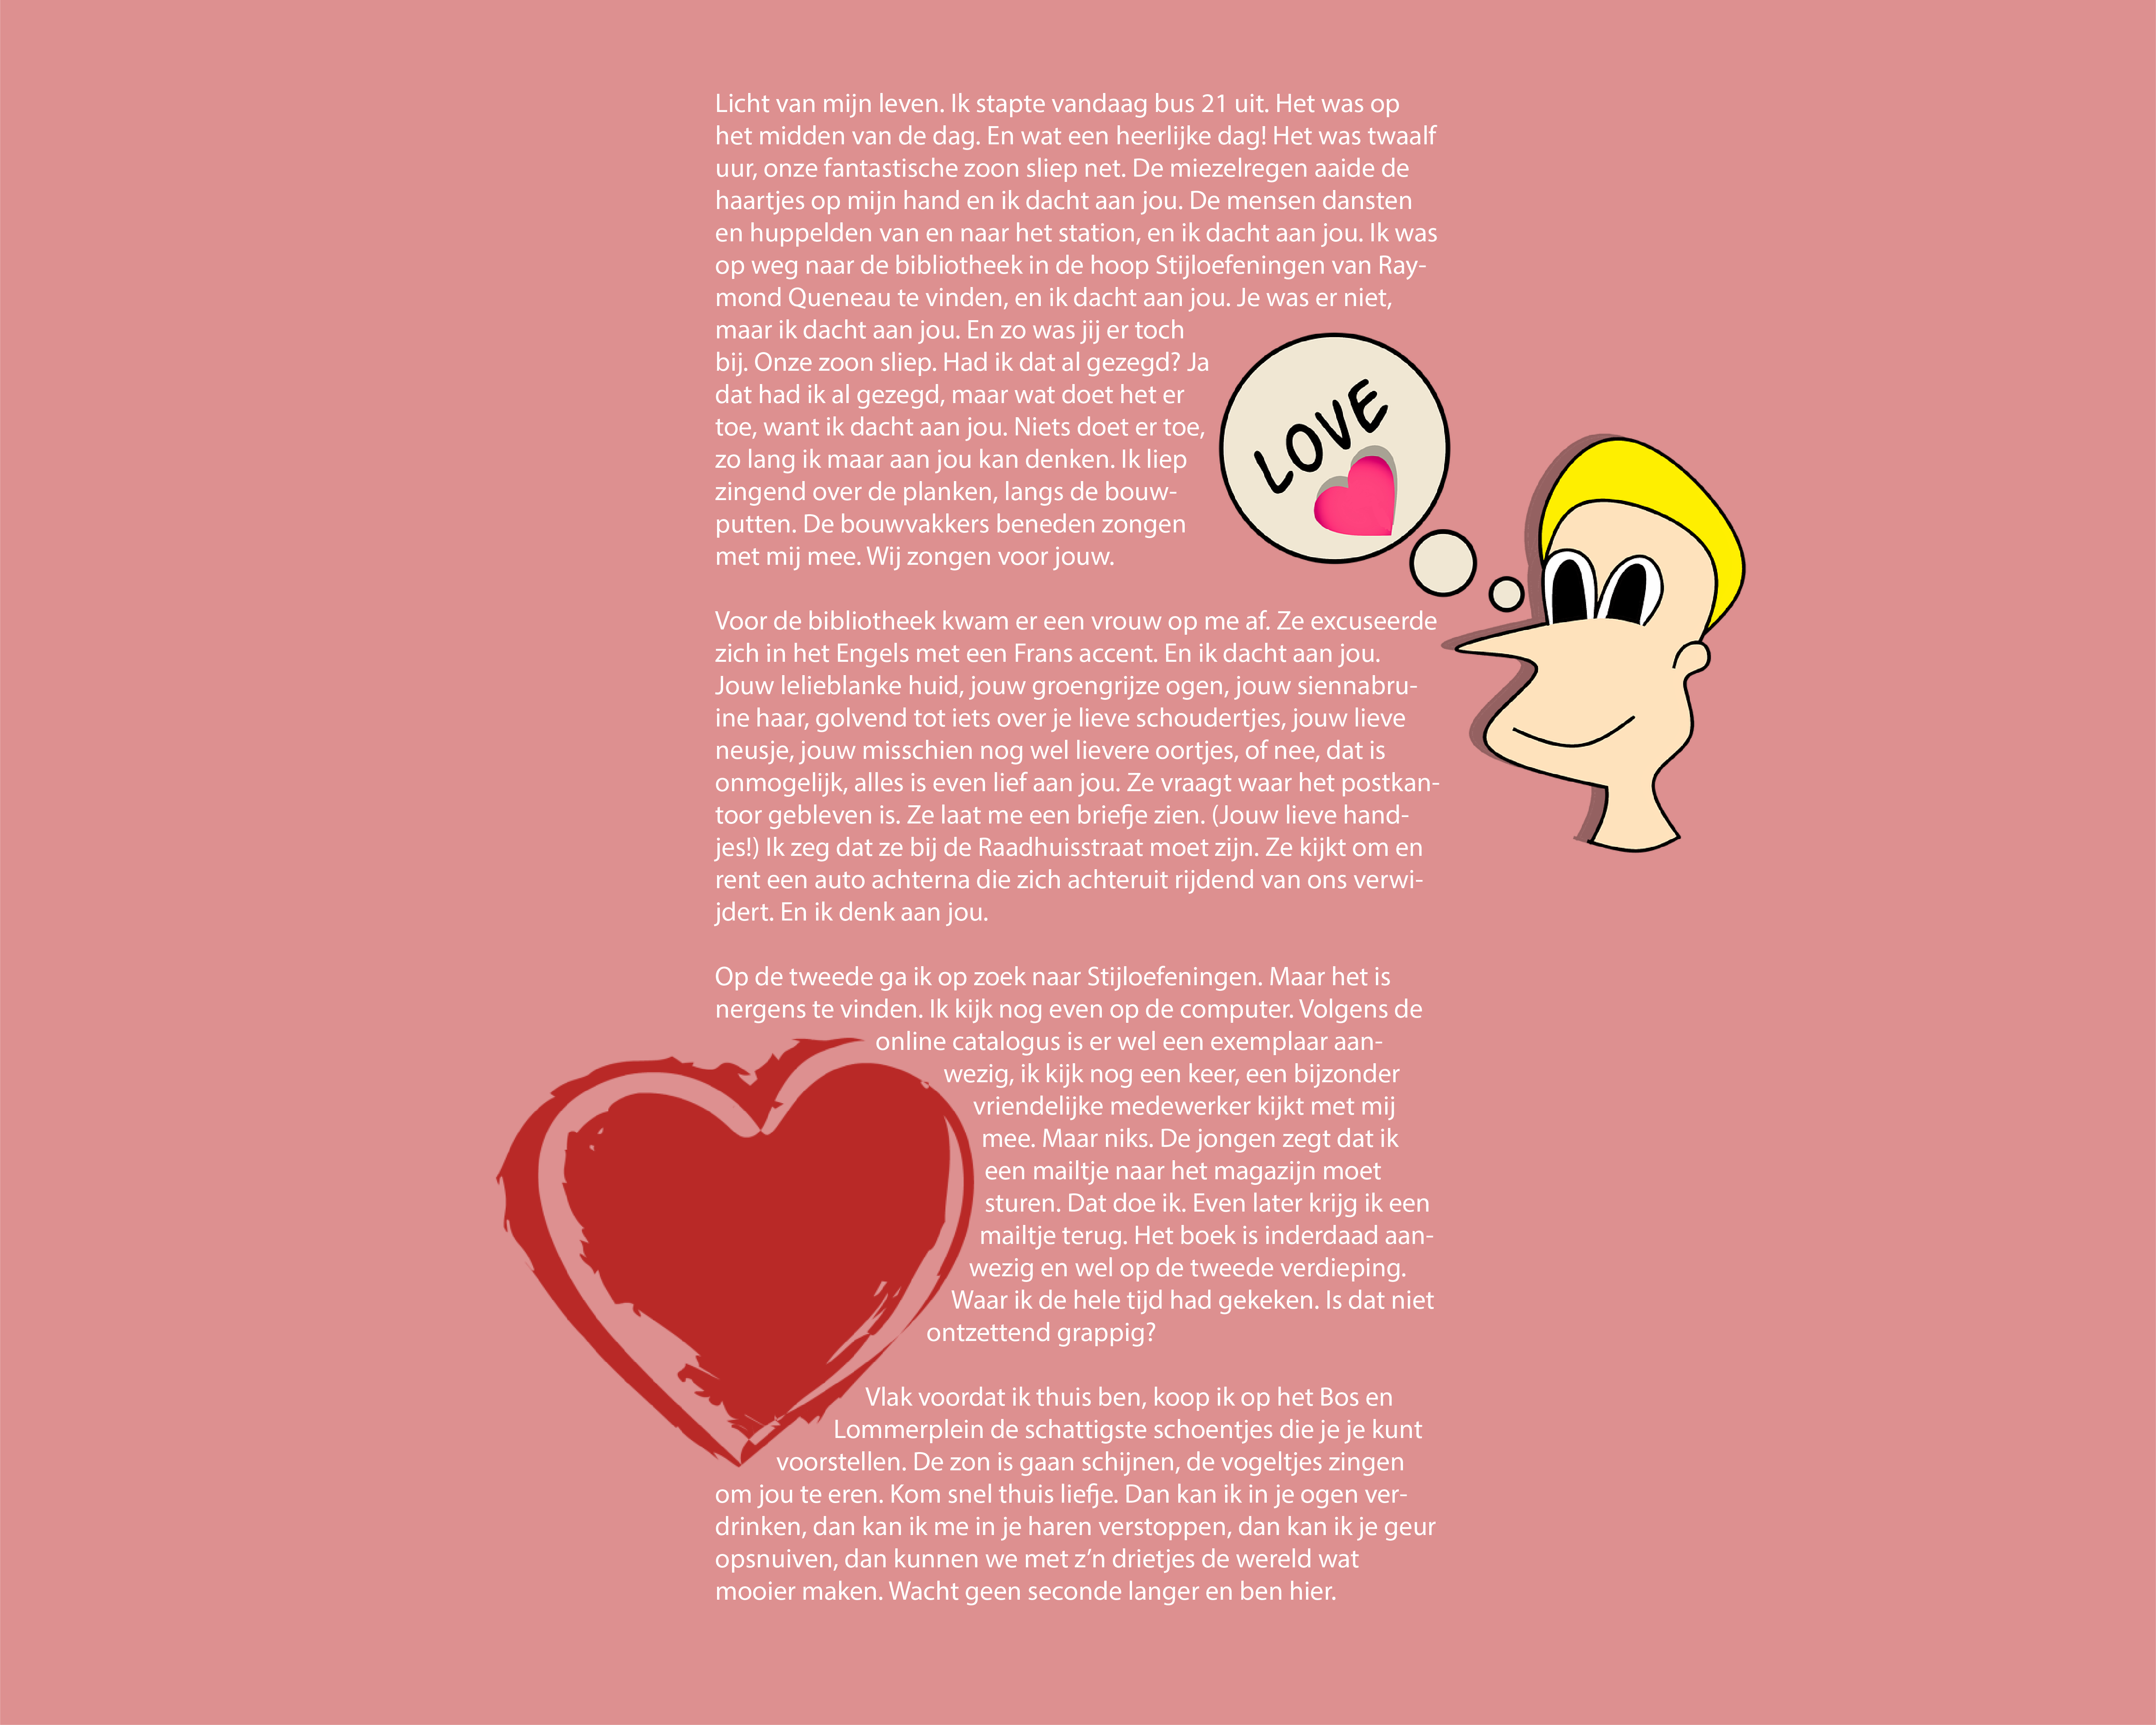 Licht van mijn leven. Ik stapte vandaag bus 21 uit. Het was op
het midden van de dag. En wat een heerlijke dag! Het was twaalf
uur, onze fantastische zoon sliep net. De miezelregen aaide de
haartjes op mijn hand en ik dacht aan jou. De mensen dansten
en huppelden van en naar het station, en ik dacht aan jou. Ik was
op weg naar de bibliotheek in de hoop Stijloefeningen van Ray-
mond Queneau te vinden, en ik dacht aan jou. Je was er niet,
maar ik dacht aan jou. En zo was jij er toch
bij. Onze zoon sliep. Had ik dat al gezegd? Ja
dat had ik al gezegd, maar wat doet het er
toe, want ik dacht aan jou. Niets doet er toe,
zo lang ik maar aan jou kan denken. Ik liep
zingend over de planken, langs de bouw-
putten. De bouwvakkers beneden zongen
met mij mee. Wij zongen voor jouw.
LOVE
Voor de bibliotheek kwam er een vrouw op me af. Ze excuseerde
zich in het Engels met een Frans accent. En ik dacht aan jou.
Jouw lelieblanke huid, jouw groengrijze ogen, jouw siennabru-
ine haar, golvend tot iets over je lieve schoudertjes, jouw lieve
neusje, jouw misschien nog wel lievere oortjes, of nee, dat is
onmogelijk, alles is even lief aan jou. Ze vraagt waar het postkan-
toor gebleven is. Ze laat me een briefje zien. (Jouw lieve hand-
jes!) Ik zeg dat ze bij de Raadhuisstraat moet zijn. Ze kijkt om en
rent een auto achterna die zich achteruit rijdend van ons verwi-
jdert. En ik denk aan jou.
Op de tweede ga ik op zoek naar Stijloefeningen. Maar het is
nergens te vinden. Ik kijk nog even op de computer. Volgens de
online catalogus is er wel een exemplaar aan-
wezig, ik kijk nog een keer, een bijzonder
vriendelijke medewerker kijkt met mij
mee. Maar niks. De jongen zegt dat ik
een mailtje naar het magazijn moet
sturen. Dat doe ik. Even later krijg ik een
mailtje terug. Het boek is inderdaad aan-
wezig en wel op de tweede verdieping.
Waar ik de hele tijd had gekeken. Is dat niet
ontzettend grappig?
Vlak voordat ik thuis ben, koop ik op het Bos en
Lommerplein de schattigste schoentjes die je je kunt
voorstellen. De zon is gaan schijnen, de vogeltjes zingen
om jou te eren. Kom snel thuis liefje. Dan kan ik in je ogen ver-
drinken, dan kan ik me in je haren verstoppen, dan kan ik je geur
opsnuiven, dan kunnen we met z’n drietjes de wereld wat
mooier maken. Wacht geen seconde langer en ben hier.